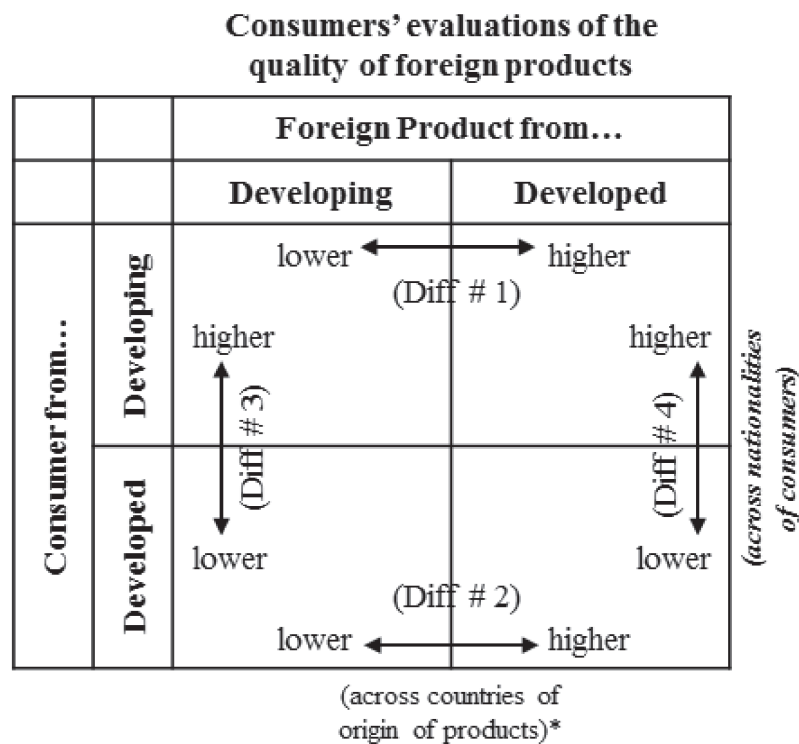 Consumers' evaluations of the
quality of foreign products
Foreign Product from...
Developing
Developed
Consumer from...
Developing
lower
higher
(Diff # 1)
higher
higher
(Diff # 3)
(Diff # 4)
(across nationalities
of consumers)
Developed
lower
lower
(Diff # 2)
lower
higher
(across countries of
origin of products)*